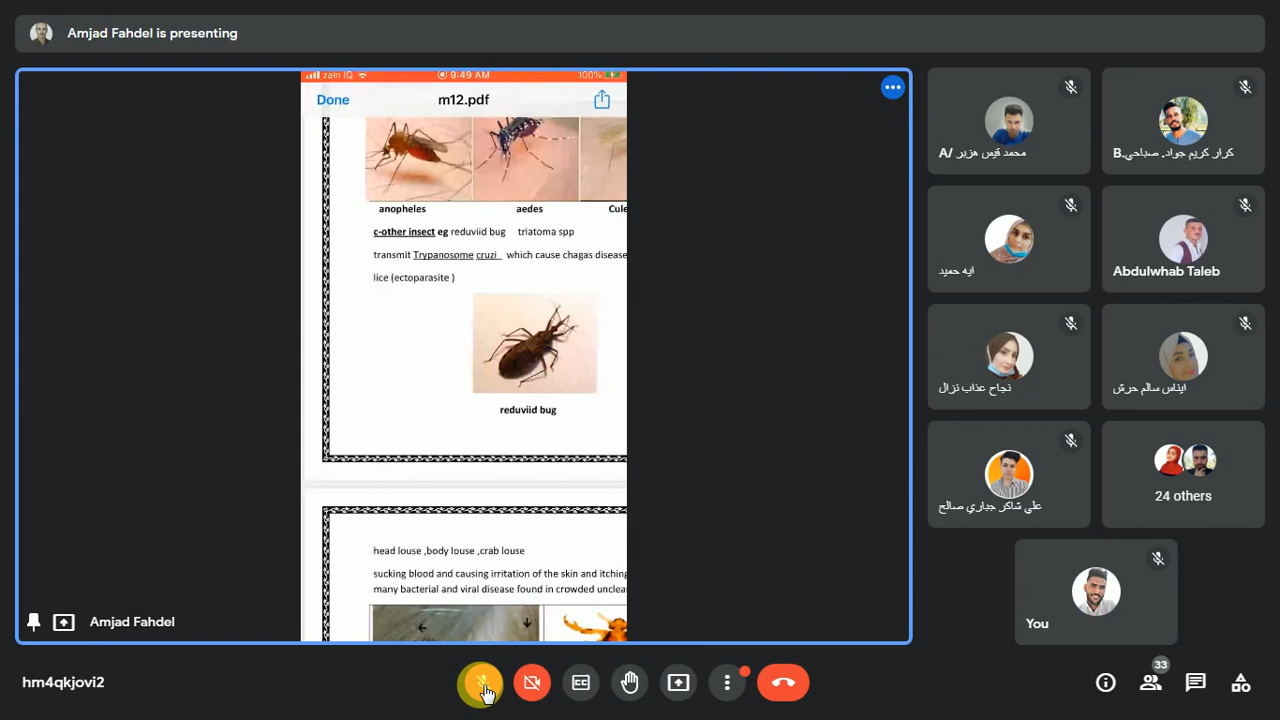 Amjad Fahdel is presenting
zain IQ 9:49 AM 100%
Done m12.pdf
anopheles aedes Cule
c-other insect eg reduviid bug triatoma spp
transmit Trypanosome cruzi which cause chagas disease
lice (ectoparasite )
reduviid bug
head louse ,body louse ,crab louse
sucking blood and causing irritation of the skin and itching
many bacterial and viral disease found in crowded unclea
Amjad Fahdel
A/ محمد قيس هزبر
B.كرار كريم جواد. صباحي
ايه حميد
Abdulwhab Taleb
نجاح عذاب نزال
ايناس سالم حرش
علي شاكر جباري صالح
24 others
You
hm4qkjovi2
CC
33